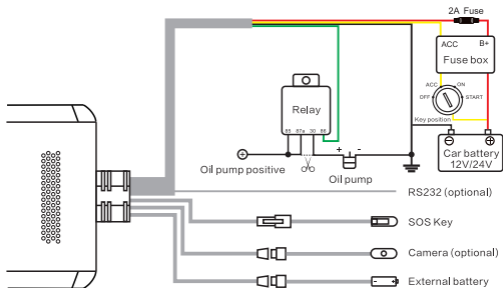 2A Fuse
ACC B+
Fuse box
ACC ON
OFF START
Key position
Relay
85 87a 30 86
+ -
Car battery
12V/24V
Oil pump positive
Oil pump
RS232 (optional)
SOS Key
Camera (optional)
- +
External battery